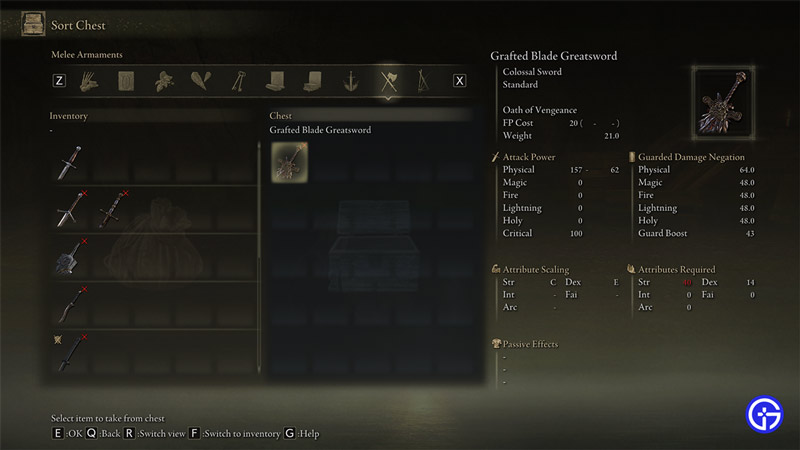 Sort Chest
Melee Armaments
Z X
Inventory
-
Chest
Grafted Blade Greatsword
Grafted Blade Greatsword
Colossal Sword
Standard
Oath of Vengeance
FP Cost 20 ( - - )
Weight 21.0
Attack Power
Physical 157 - 62
Magic 0
Fire 0
Lightning 0
Holy 0
Critical 100
Guarded Damage Negation
Physical 64.0
Magic 48.0
Fire 48.0
Lightning 48.0
Holy 48.0
Guard Boost 43
Attribute Scaling
Str C Dex E
Int - Fai -
Arc -
Attributes Required
Str Dex 14
Int 0 Fai 0
Arc 0
Passive Effects
-
-
-
Select item to take from chest
E :OK Q :Back R :Switch view F :Switch to inventory G :Help